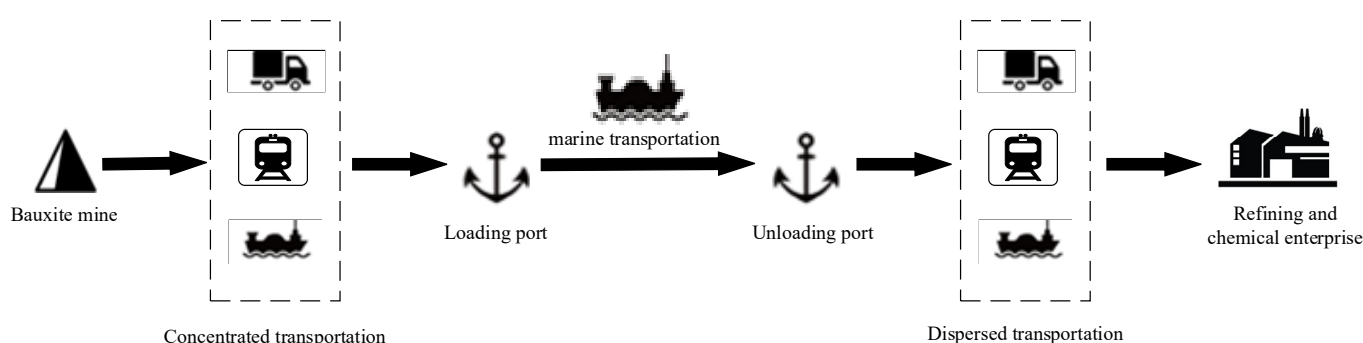 marine transportation
Bauxite mine
Loading port
Unloading port
Refining and
chemical enterprise
Concentrated transportation
Dispersed transportation